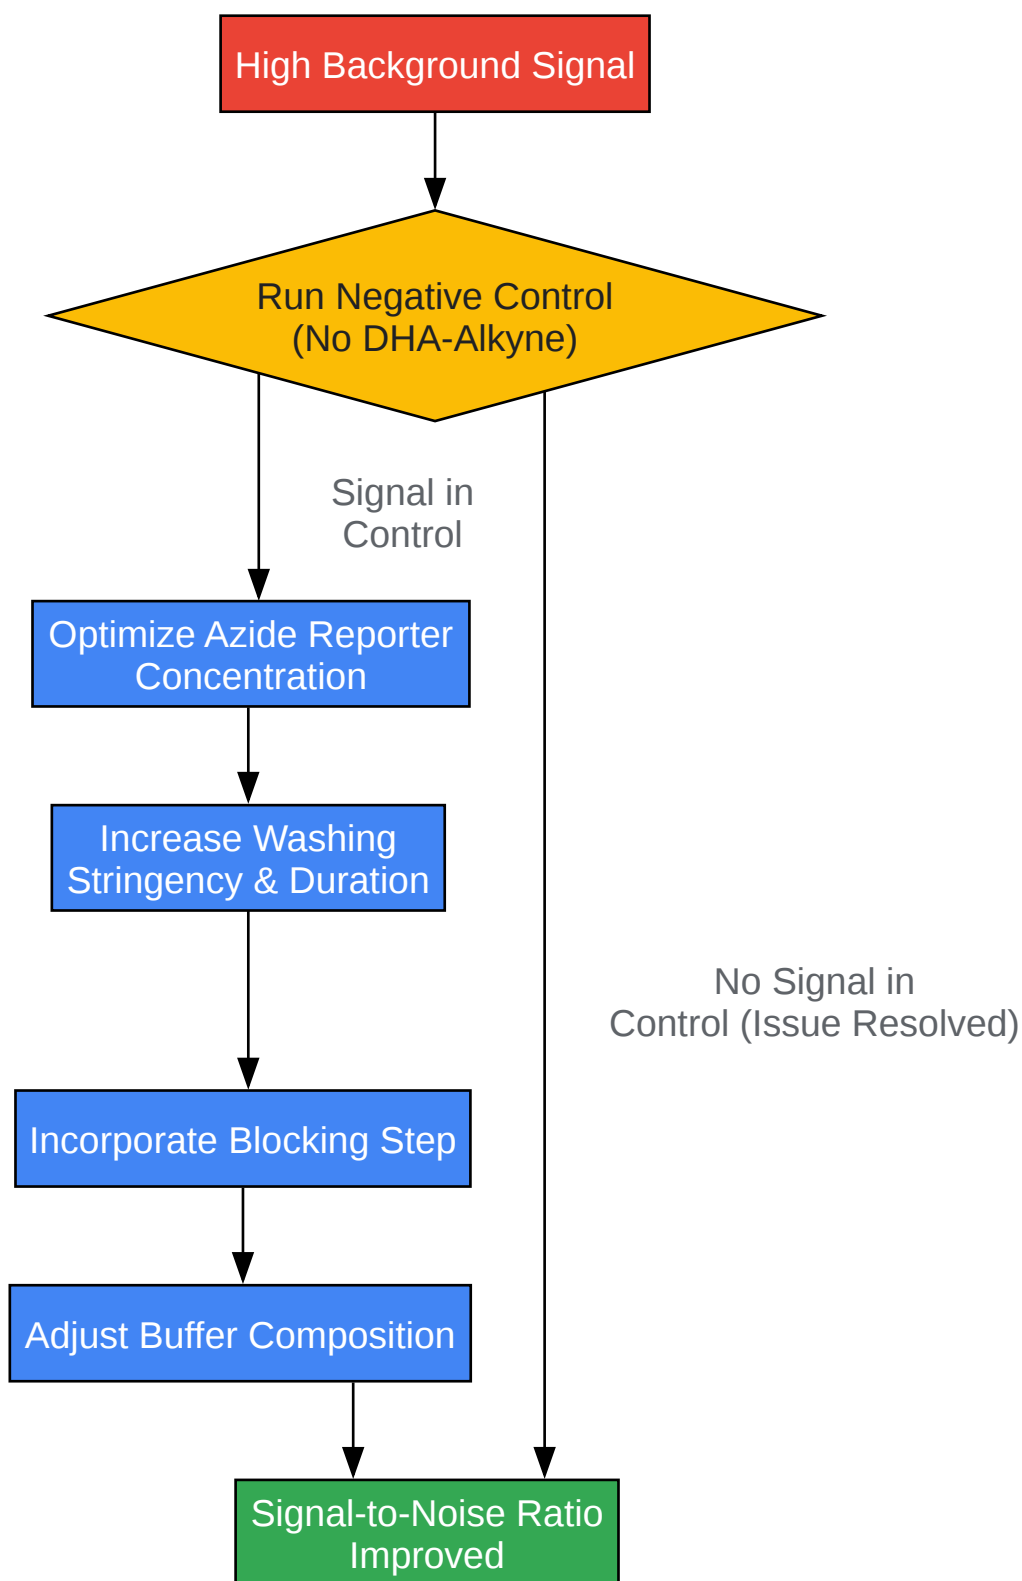 High Background Signal
Run Negative Control
(No DHA-Alkyne)
Signal in
Control
Optimize Azide Reporter
Concentration
Increase Washing
Stringency & Duration
No Signal in
Control (Issue Resolved)
Incorporate Blocking Step
Adjust Buffer Composition
Signal-to-Noise Ratio
Improved